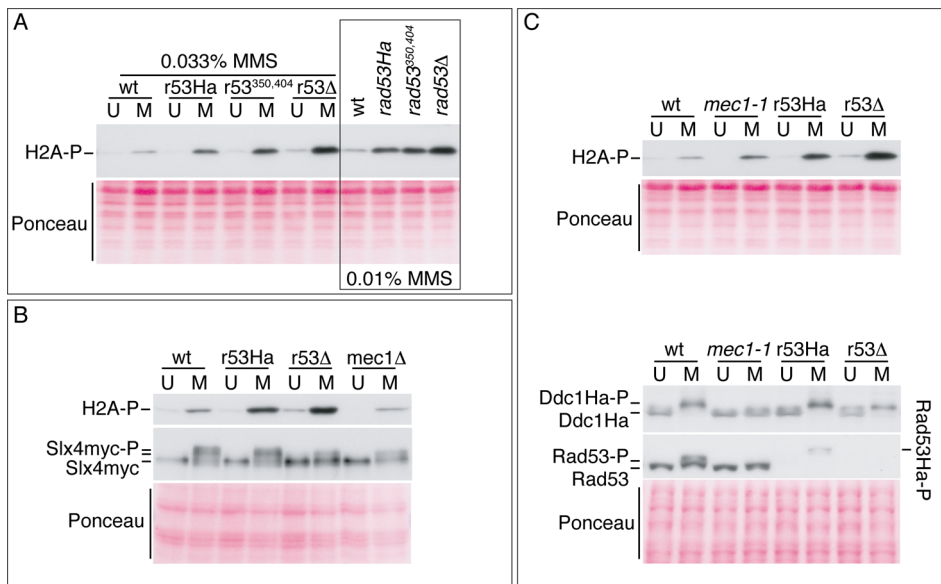 A
0.033% MMS
wt r53Ha r53350,404 r53Δ
U M U M U M U M
wt rad53Ha rad53350,404 rad53Δ
H2A-P
Ponceau
0.01% MMS
B
wt r53Ha r53Δ mec1Δ
U M U M U M U M
H2A-P
Slx4myc-P
Slx4myc
Ponceau
C
wt mec1-1 r53Ha r53Δ
U M U M U M U M
H2A-P
Ponceau
wt mec1-1 r53Ha r53Δ
U M U M U M U M
Ddc1Ha-P
Ddc1Ha
Rad53-P
Rad53
Rad53Ha-P
Ponceau